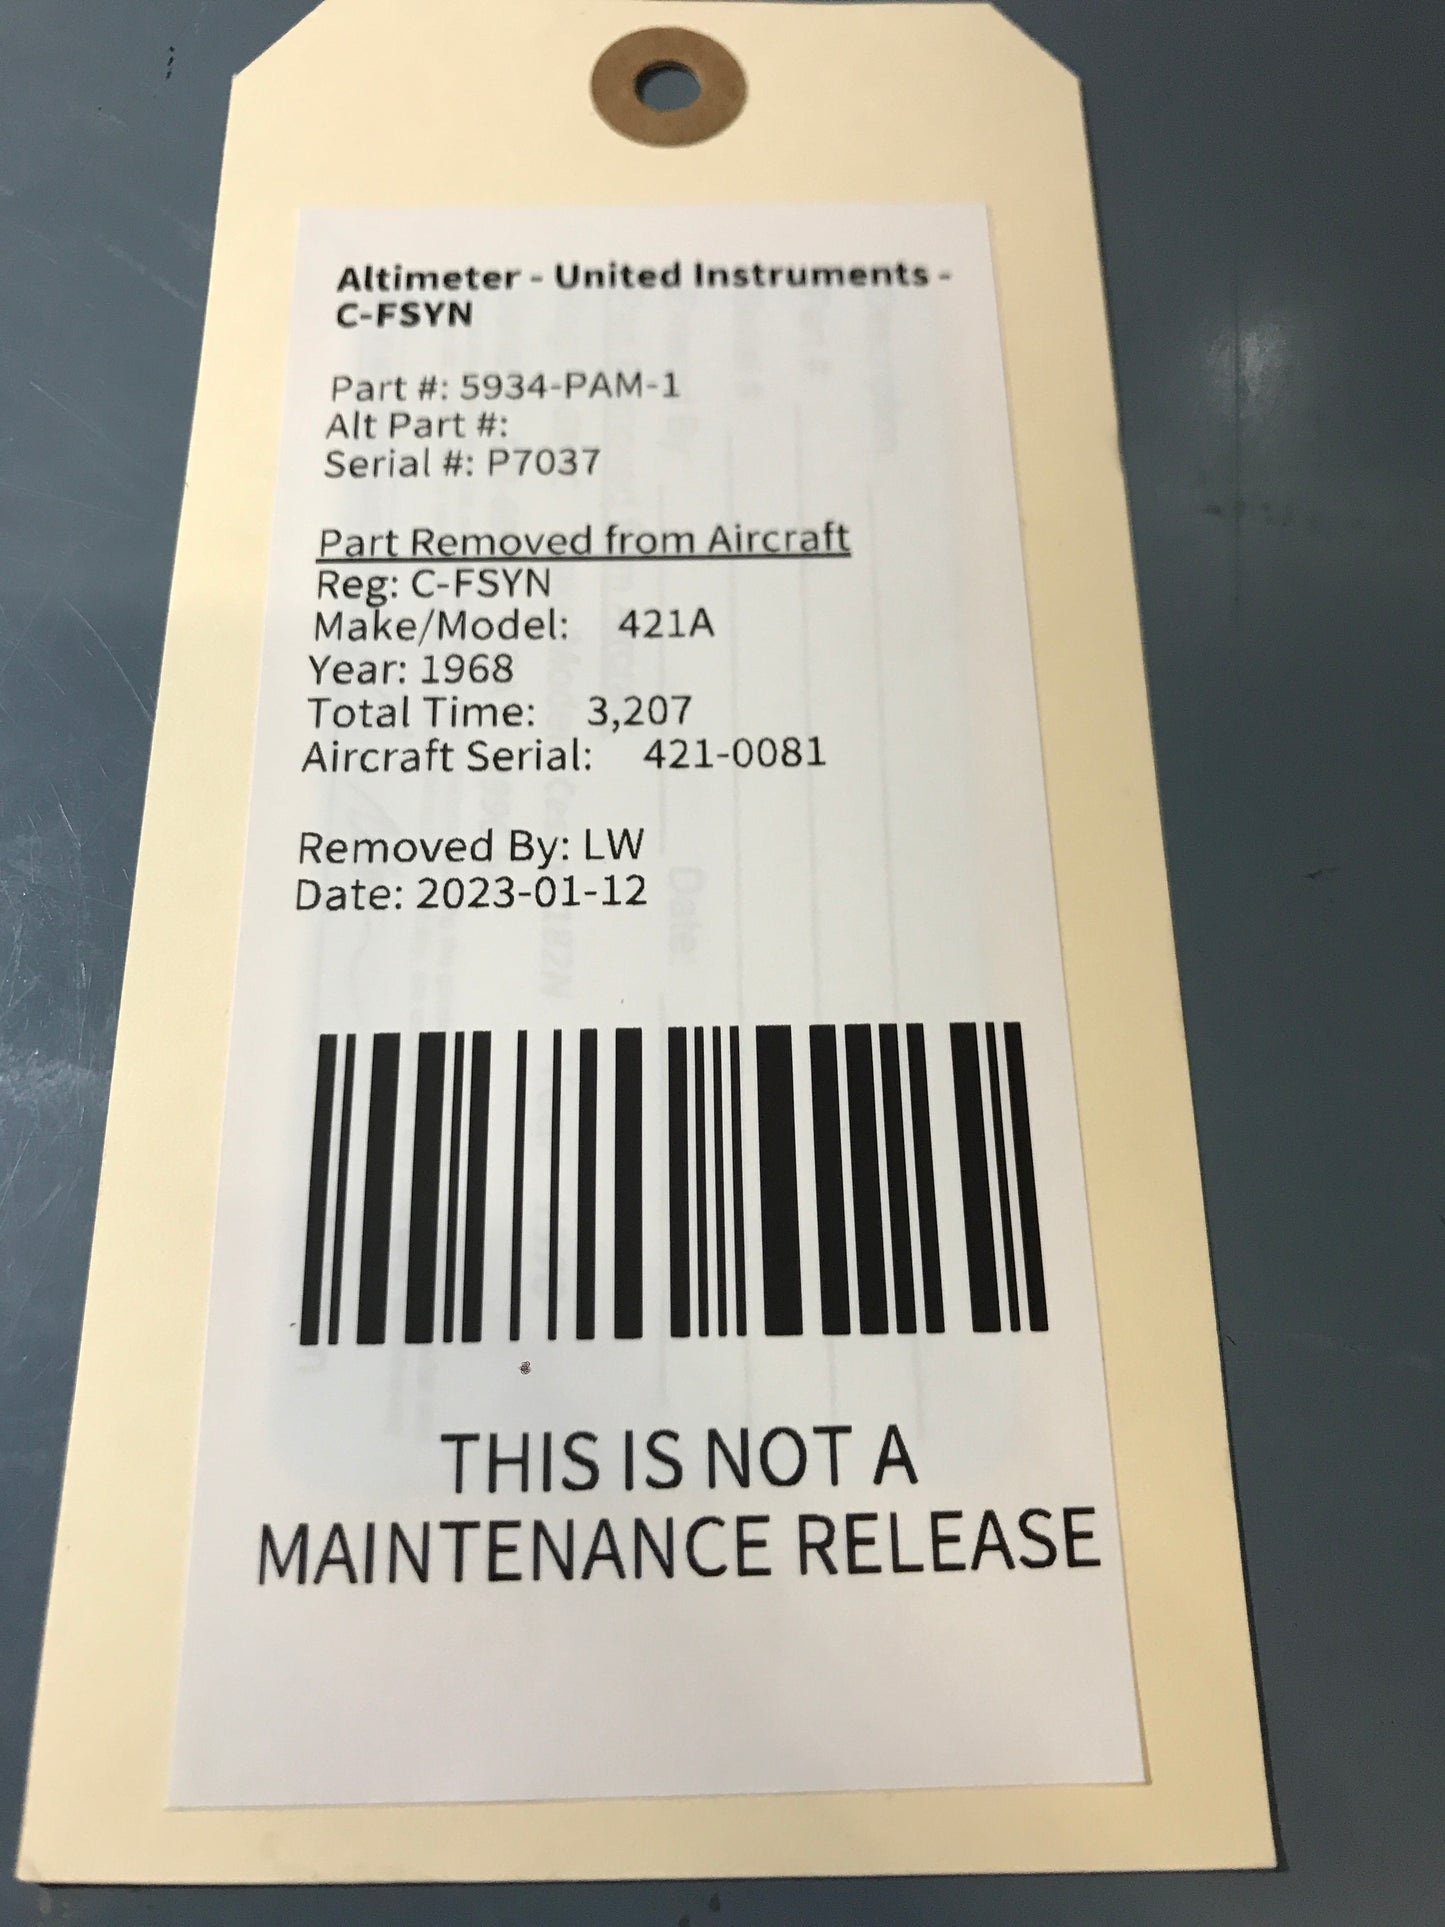 Altimeter - United Instruments -
C-FSYN
Part #: 5934-PAM-1
Alt Part #:
Serial #: P7037
Part Removed from Aircraft
Reg: C-FSYN
Make/Model: 421A
Year: 1968
Total Time: 3,207
Aircraft Serial: 421-0081
Removed By: LW
Date: 2023-01-12
THIS IS NOT A
MAINTENANCE RELEASE